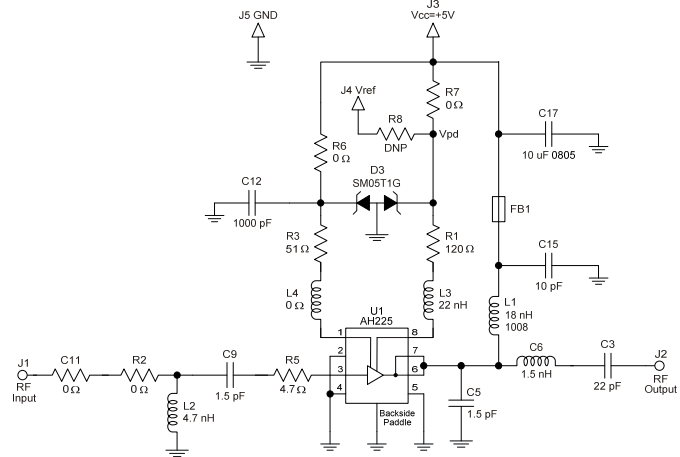 J5 GND
J3
Vcc=+5V
J4 Vref
R7
0 Ω
R8
DNP
Vpd
C17
10 uF 0805
R6
0 Ω
D3
SM05T1G
C12
1000 pF
FB1
R3
51 Ω
R1
120 Ω
C15
10 pF
L4
0 Ω
L3
22 nH
L1
18 nH
1008
U1
AH225
1
8
2
7
3
6
4
5
Backside
Paddle
J1
RF
Input
C11
0 Ω
R2
0 Ω
L2
4.7 nH
C9
1.5 pF
R5
4.7 Ω
C5
1.5 pF
C6
1.5 nH
C3
22 pF
J2
RF
Output